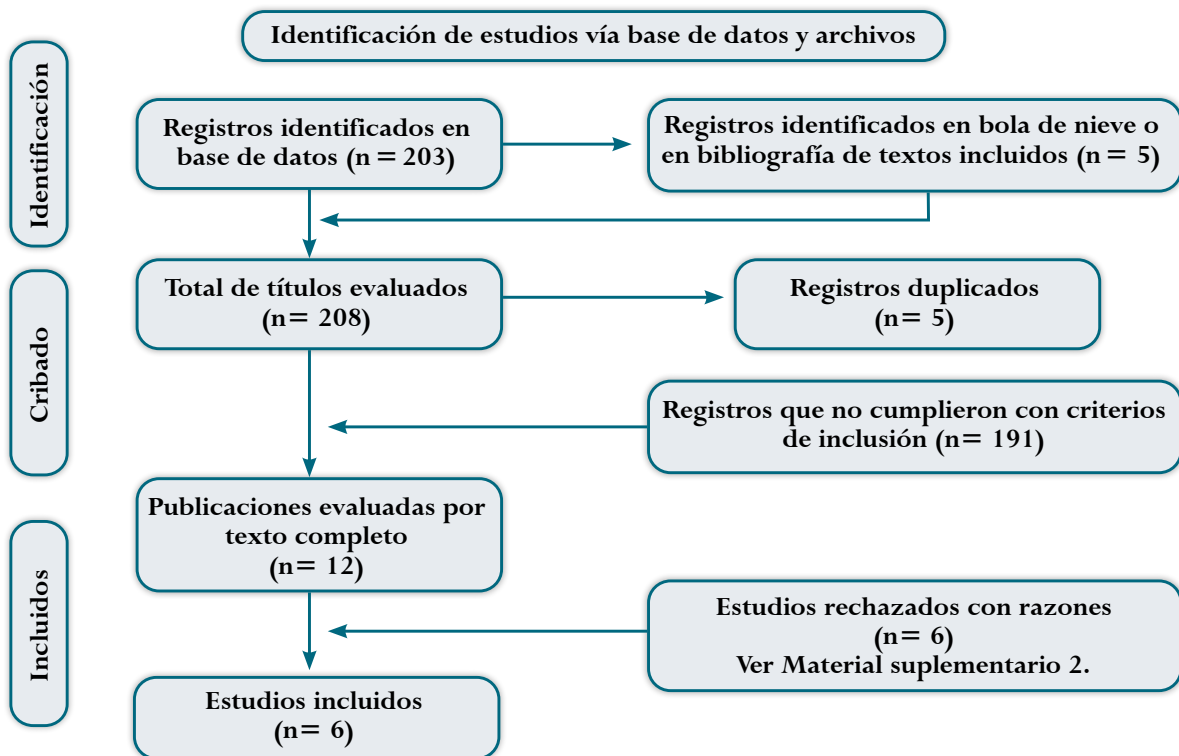 Identificación de estudios vía base de datos y archivos
Identificación
Registros identificados en
base de datos (n = 203)
Registros identificados en bola de nieve o
en bibliografía de textos incluidos (n = 5)
Cribado
Total de títulos evaluados
(n= 208)
Registros duplicados
(n= 5)
Registros que no cumplieron con criterios
de inclusión (n= 191)
Publicaciones evaluadas por
texto completo
(n= 12)
Incluidos
Estudios rechazados con razones
(n= 6)
Ver Material suplementario 2.
Estudios incluidos
(n= 6)